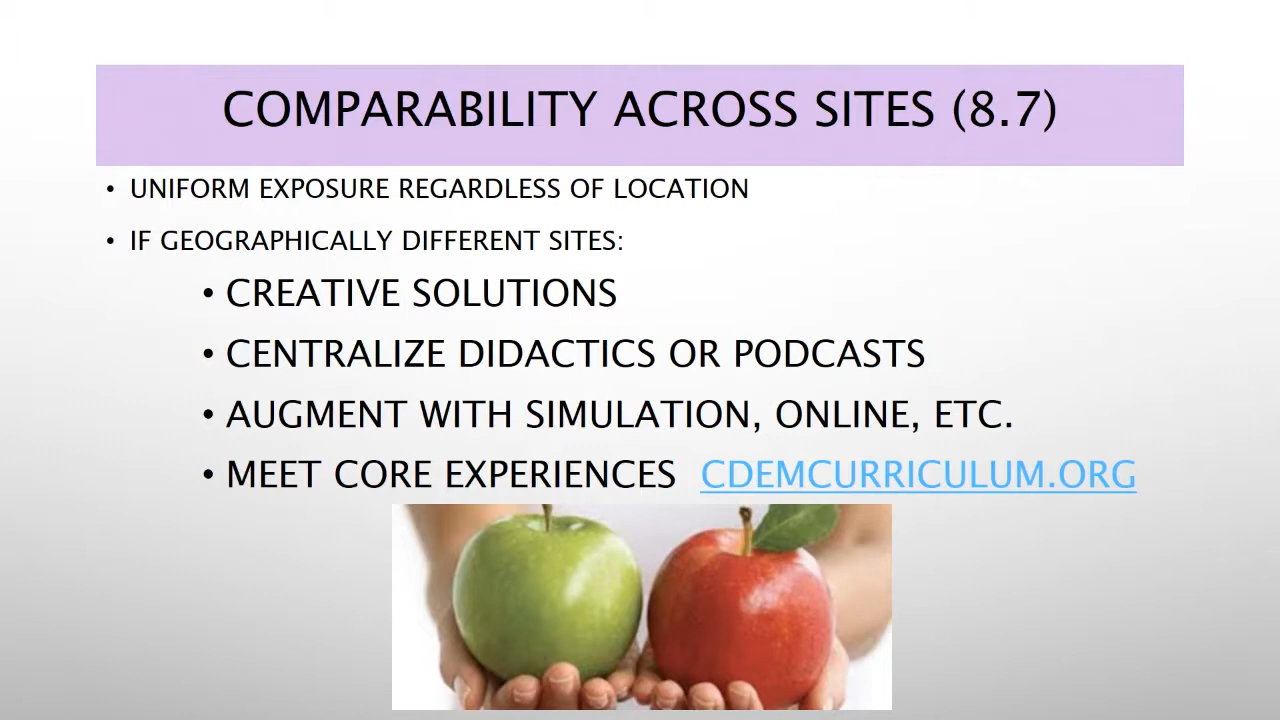 COMPARABILITY ACROSS SITES (8.7)
• UNIFORM EXPOSURE REGARDLESS OF LOCATION
• IF GEOGRAPHICALLY DIFFERENT SITES:
• CREATIVE SOLUTIONS
• CENTRALIZE DIDACTICS OR PODCASTS
• AUGMENT WITH SIMULATION, ONLINE, ETC.
• MEET CORE EXPERIENCES CDEMCURRICULUM.ORG